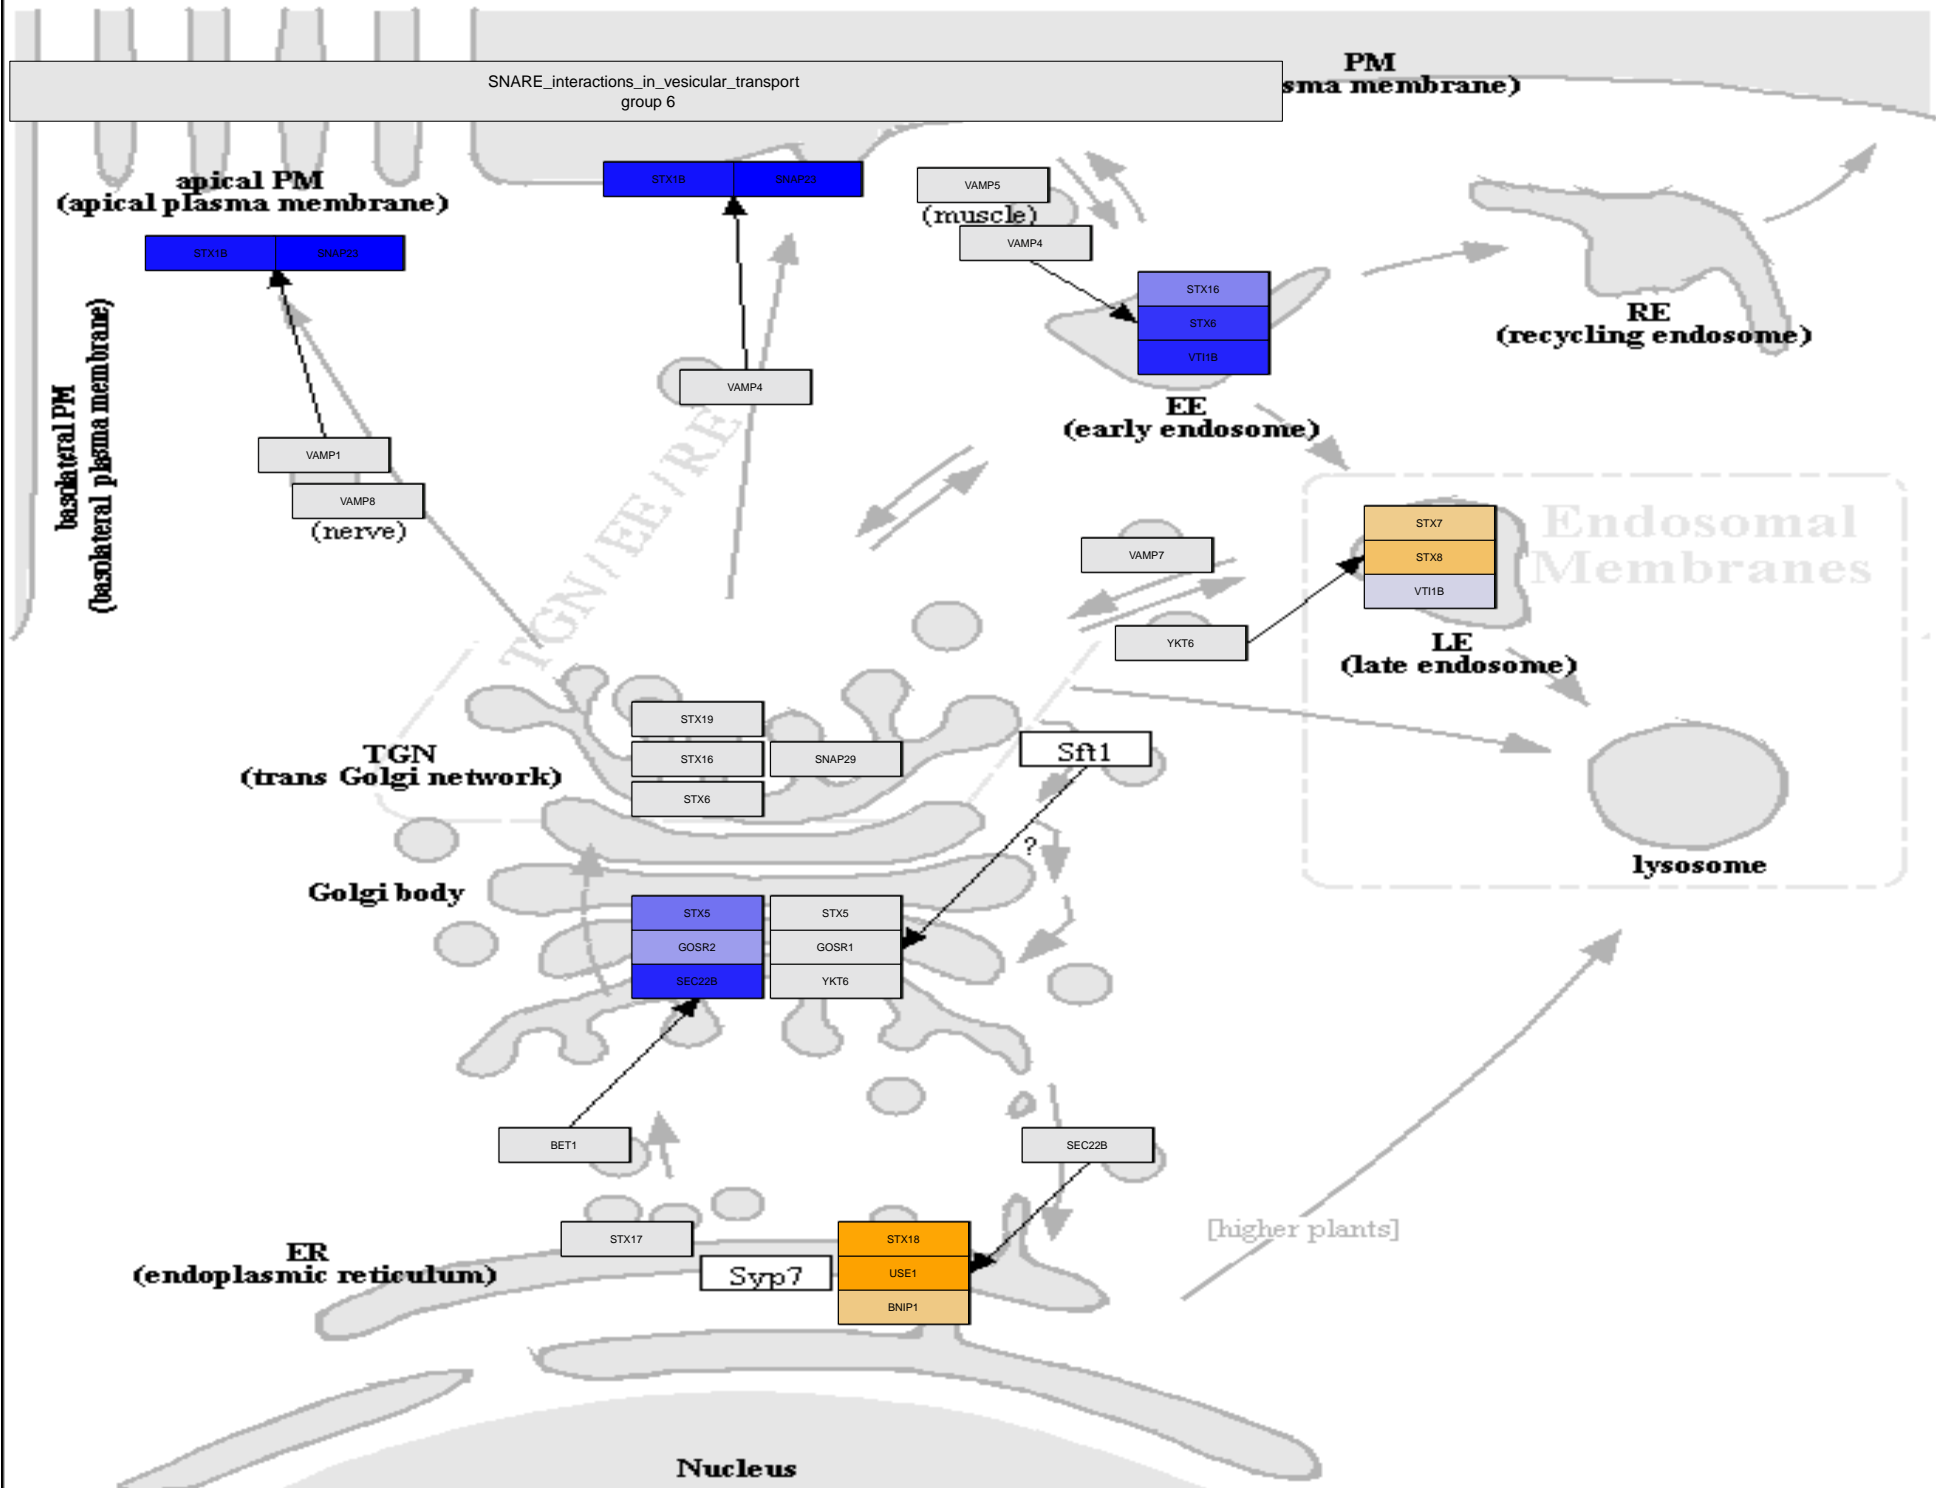 SNARE_interactions_in_vesicular_transport
group 6
PM
sma membrane)
apical PM
(apical plasma membrane)
STX1B
SNAP23
STX1B
SNAP23
VAMP5
(muscle)
VAMP4
STX16
STX6
VTI1B
EE
(early endosome)
RE
(recycling endosome)
basolateral PM
(basolateral plasma membrane)
VAMP4
VAMP1
VAMP8
(nerve)
TGN/EE/RE
VAMP7
YKT6
STX7
STX8
VTI1B
Endosomal
Membranes
LE
(late endosome)
lysosome
TGN
(trans Golgi network)
STX19
STX16
SNAP29
STX6
Sft1
?
Golgi body
STX5
GOSR2
SEC22B
STX5
GOSR1
YKT6
BET1
SEC22B
ER
(endoplasmic reticulum)
STX17
Syp7
STX18
USE1
BNIP1
[higher plants]
Nucleus